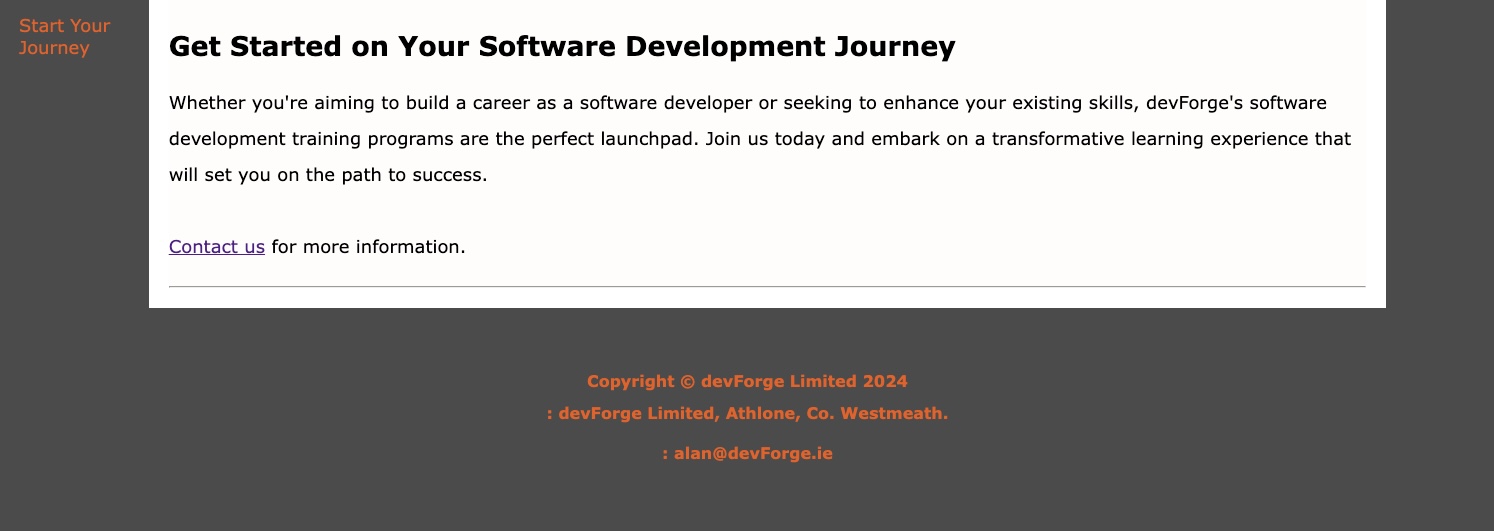 Start Your
Journey
Get Started on Your Software Development Journey
Whether you're aiming to build a career as a software developer or seeking to enhance your existing skills, devForge's software
development training programs are the perfect launchpad. Join us today and embark on a transformative learning experience that
will set you on the path to success.
Contact us for more information.
Copyright © devForge Limited 2024
: devForge Limited, Athlone, Co. Westmeath.
: alan@devForge.ie